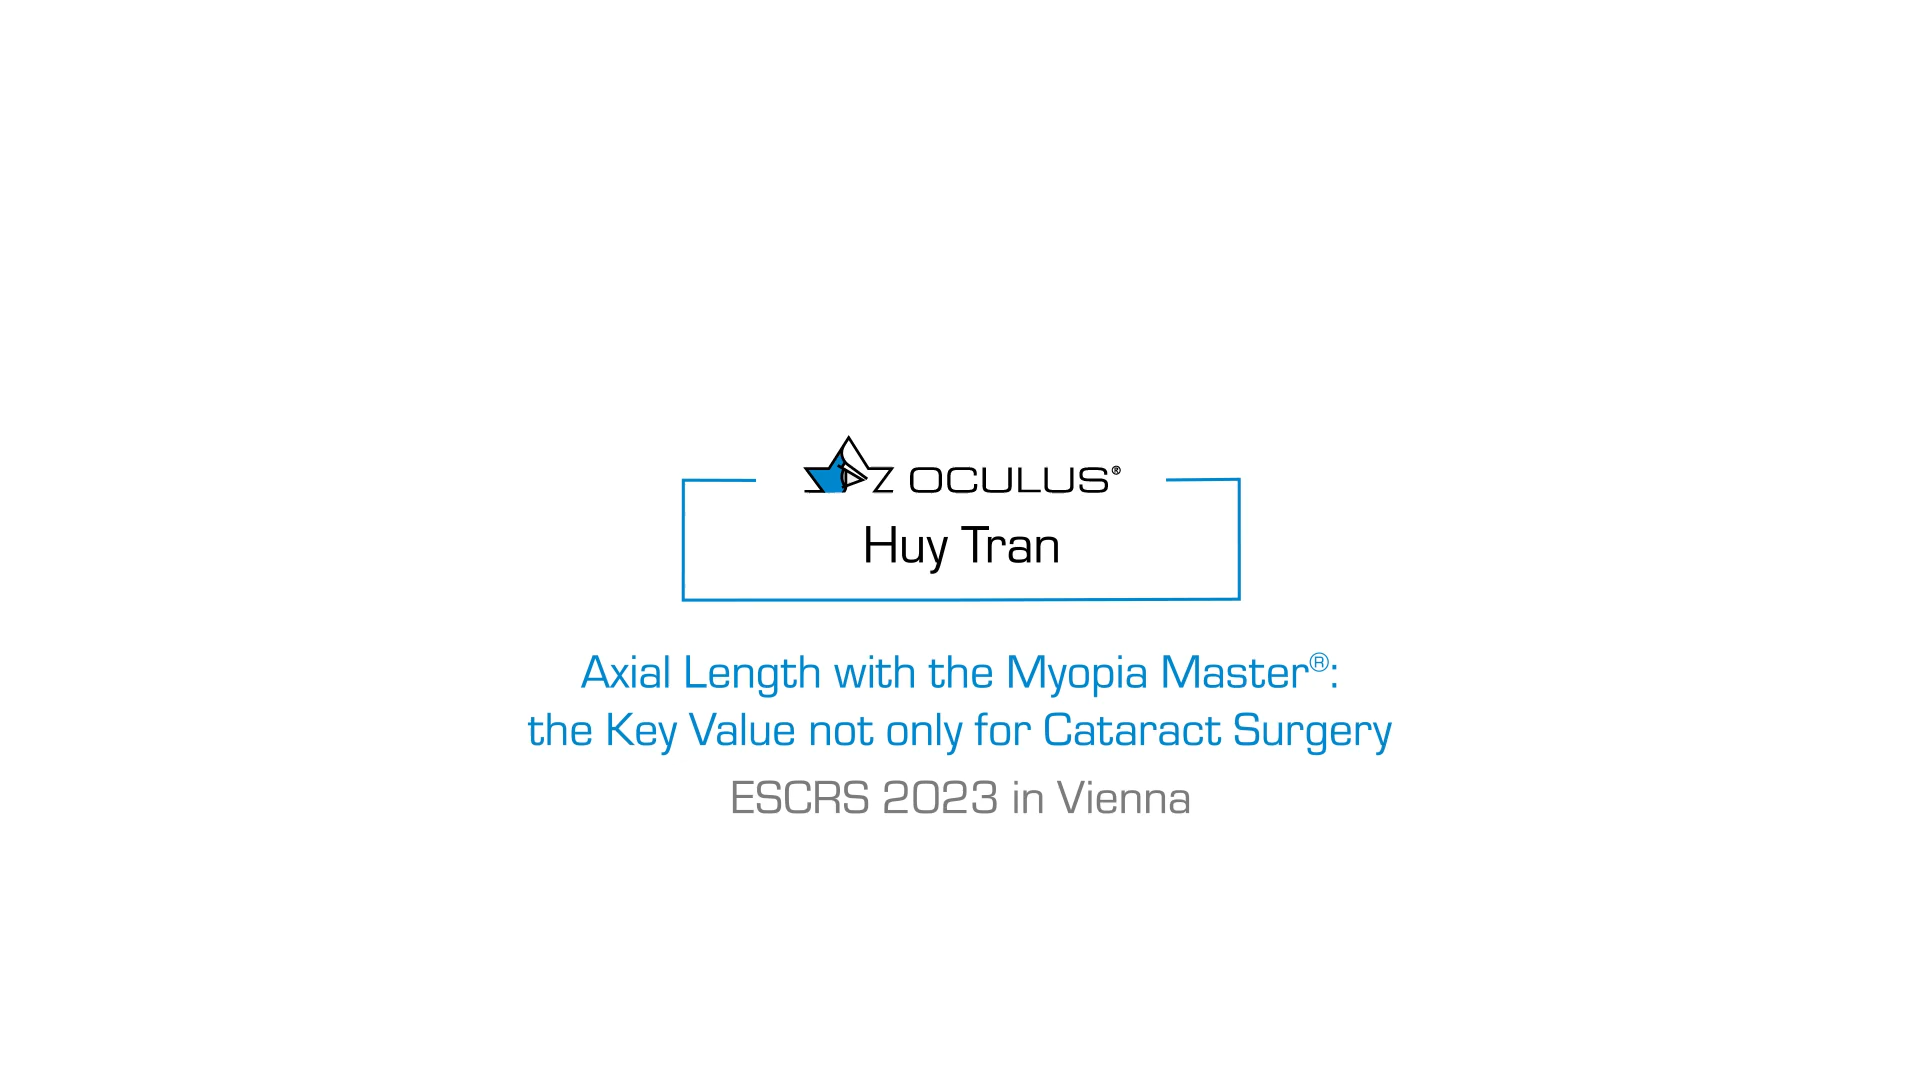 OCULUS®
Huy Tran
Axial Length with the Myopia Master®:
the Key Value not only for Cataract Surgery
ESCRS 2023 in Vienna